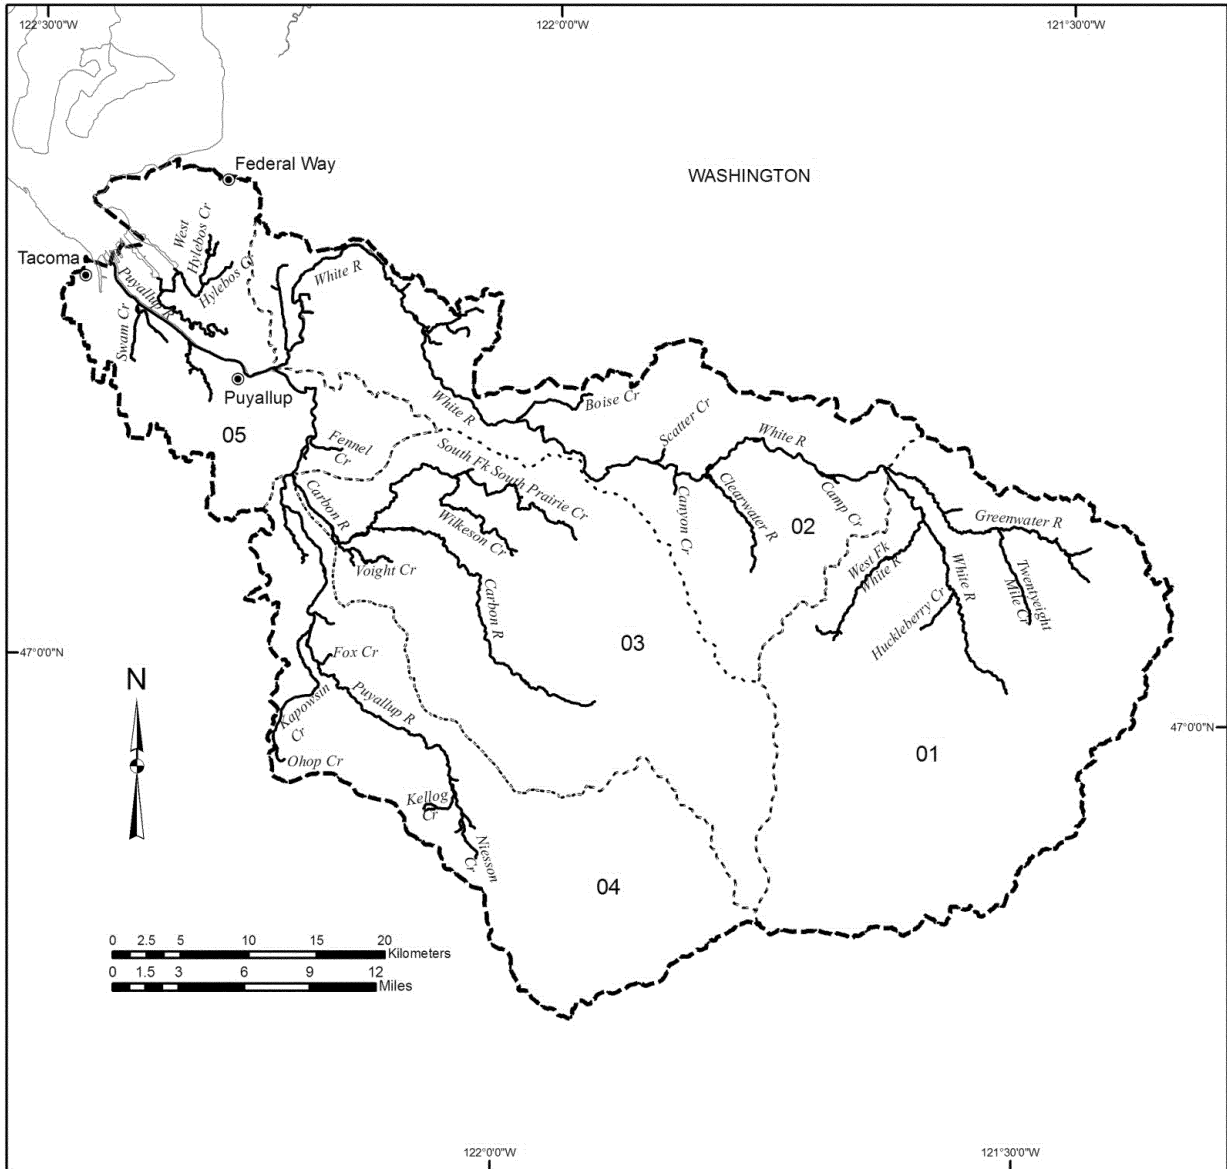 122°30'0"W
122°0'0"W
121°30'0"W
Federal Way
WASHINGTON
West
Hylebos Cr
Tacoma
Hylebos Cr
White R
Puyallup R
Swam Cr
Puyallup
05
White R
Boise Cr
Scatter Cr
White R
Fennel
Cr
South Fk South Prairie Cr
Carbon R
Clearwater R
Canyon Cr
Camp Cr
02
Wilkeson Cr
Greenwater R
Voight Cr
West Fk
White R
White R
Twentyeight
Mile Cr
Carbon R
Huckleberry Cr
03
47°0'0"N
Fox Cr
N
Kapowsin
Cr
Puyallup R
47°0'0"N
Ohop Cr
01
Kellog
Cr
Niesson
Cr
04
0 2.5 5 10 15 20
Kilometers
0 1.5 3 6 9 12
Miles
122°0'0"W
121°30'0"W